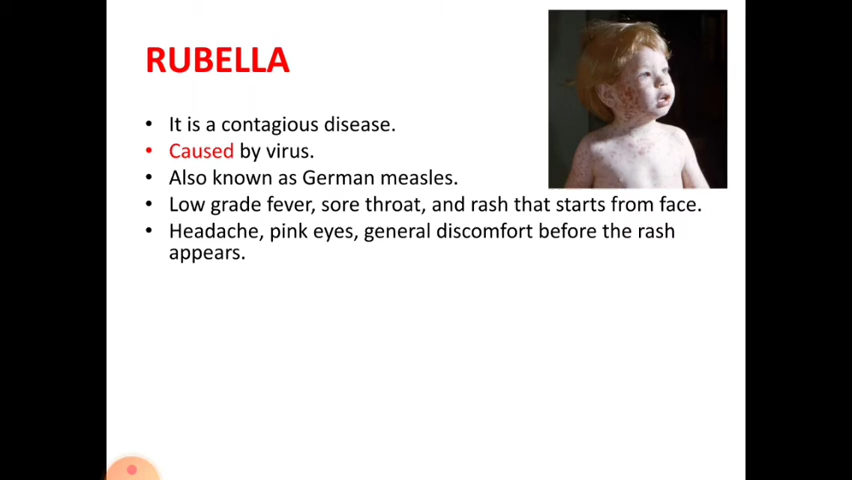 RUBELLA
• It is a contagious disease.
• Caused by virus.
• Also known as German measles.
• Low grade fever, sore throat, and rash that starts from face.
• Headache, pink eyes, general discomfort before the rash
appears.